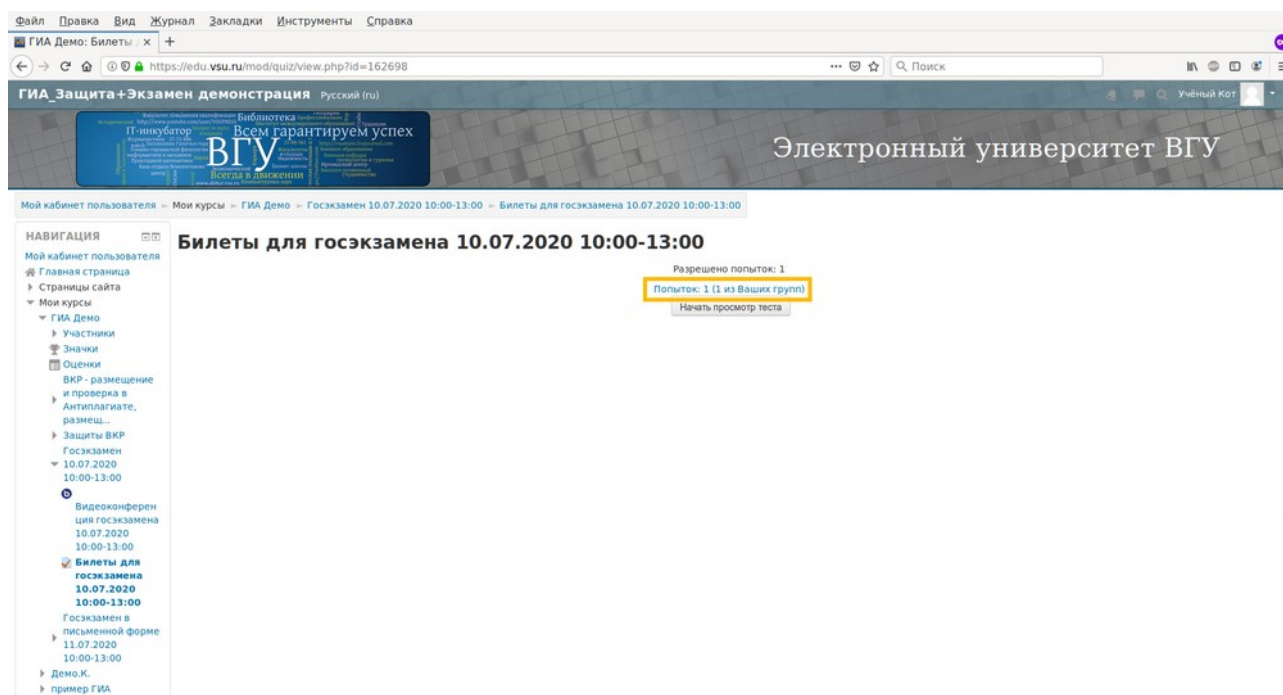 Файл Правка Вид Журнал Закладки Инструменты Справка
ГИА Демо: Билеты
https://edu.vsu.ru/mod/quiz/view.php?id=162698
Поиск
ГИА_Защита+Экзамен демонстрация Русский (ru)
Учёный Кот
Библиотека
IT-инкубатор
Всем гарантируем успех
ВГУ
Всегда в движении
Электронный университет ВГУ
Мой кабинет пользователя Мои курсы ГИА Демо Госэкзамен 10.07.2020 10:00-13:00 Билеты для госэкзамена 10.07.2020 10:00-13:00
НАВИГАЦИЯ
Мой кабинет пользователя
Главная страница
Страницы сайта
Мои курсы
ГИА Демо
Участники
Значки
Оценки
ВКР - размещение
и проверка в
Антиплагиате,
размещ...
Защиты ВКР
Госэкзамен
10.07.2020
10:00-13:00
Видеоконферен
ция госэкзамена
10.07.2020
10:00-13:00
Билеты для
госэкзамена
10.07.2020
10:00-13:00
Госэкзамен в
письменной форме
11.07.2020
10:00-13:00
Демо.К.
пример ГИА
Билеты для госэкзамена 10.07.2020 10:00-13:00
Разрешено попыток: 1
Попыток: 1 (1 из Ваших групп)
Начать просмотр теста